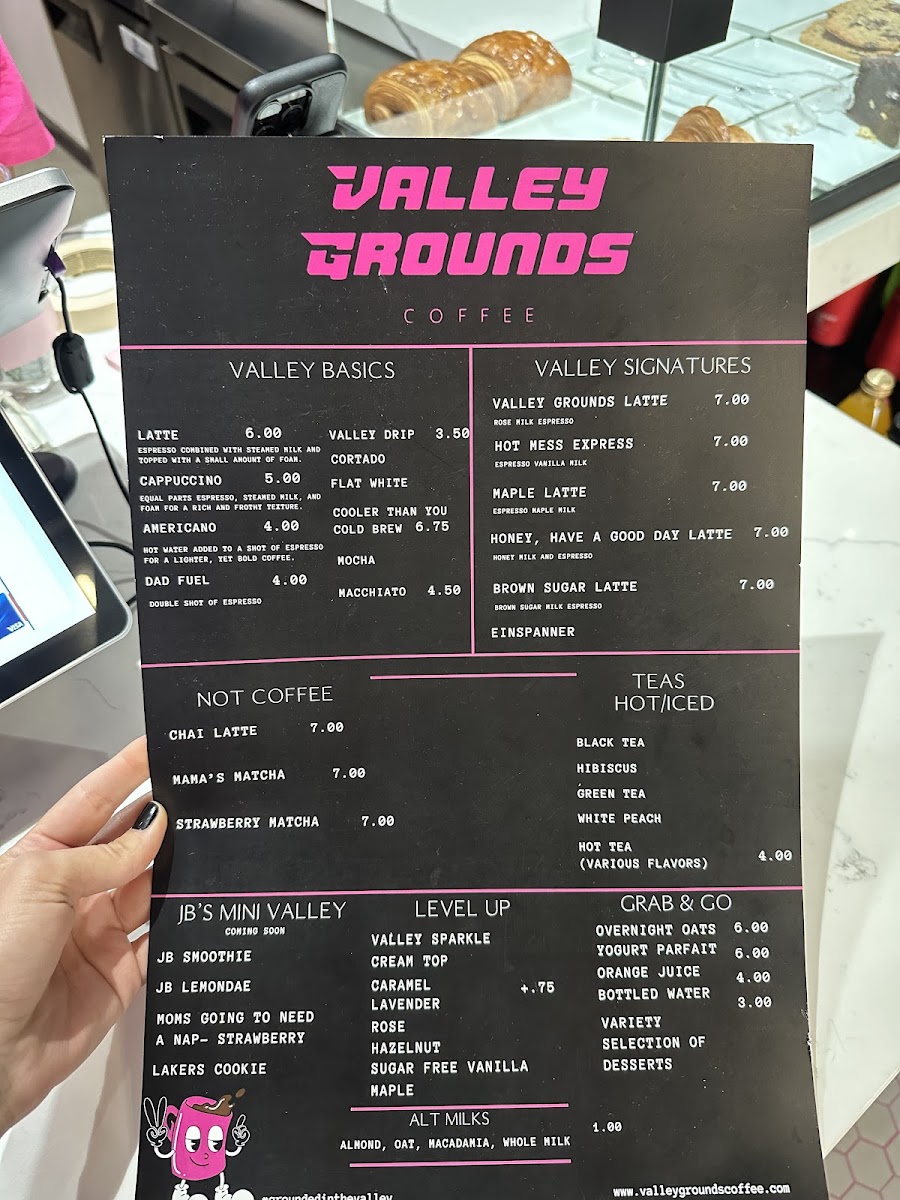 VALLEY
GROUNDS
COFFEE
VALLEY BASICS
LATTE 6.00
ESPRESSO COMBINED WITH STEAMED MILK AND
TOPPED WITH A SMALL AMOUNT OF FOAM.
CAPPUCCINO 5.00
EQUAL PARTS ESPRESSO, STEAMED MILK, AND
FOAM FOR A RICH AND FROTHY TEXTURE.
AMERICANO 4.00
HOT WATER ADDED TO A SHOT OF ESPRESSO
FOR A LIGHTER, YET BOLD COFFEE.
DAD FUEL 4.00
DOUBLE SHOT OF ESPRESSO
VALLEY DRIP 3.50
CORTADO
FLAT WHITE
COOLER THAN YOU
COLD BREW 6.75
MOCHA
MACCHIATO 4.50
VALLEY SIGNATURES
VALLEY GROUNDS LATTE 7.00
ROSE MILK ESPRESSO
HOT MESS EXPRESS 7.00
ESPRESSO VANILLA MILK
MAPLE LATTE 7.00
ESPRESSO MAPLE MILK
HONEY, HAVE A GOOD DAY LATTE 7.00
HONEY MILK AND ESPRESSO
BROWN SUGAR LATTE 7.00
BROWN SUGAR MILK ESPRESSO
EINSPANNER
NOT COFFEE
CHAI LATTE 7.00
MAMA'S MATCHA 7.00
STRAWBERRY MATCHA 7.00
TEAS
HOT/ICED
BLACK TEA
HIBISCUS
GREEN TEA
WHITE PEACH
HOT TEA
(VARIOUS FLAVORS) 4.00
JB'S MINI VALLEY
COMING SOON
JB SMOOTHIE
JB LEMONDAE
MOMS GOING TO NEED
A NAP- STRAWBERRY
LAKERS COOKIE
LEVEL UP
VALLEY SPARKLE
CREAM TOP
CARAMEL +.75
LAVENDER
ROSE
HAZELNUT
SUGAR FREE VANILLA
MAPLE
GRAB & GO
OVERNIGHT OATS 6.00
YOGURT PARFAIT 6.00
ORANGE JUICE 4.00
BOTTLED WATER 3.00
VARIETY
SELECTION OF
DESSERTS
ALT MILKS 1.00
ALMOND, OAT, MACADAMIA, WHOLE MILK
@groundedinthevalley
www.valleygroundscoffee.com
VISA